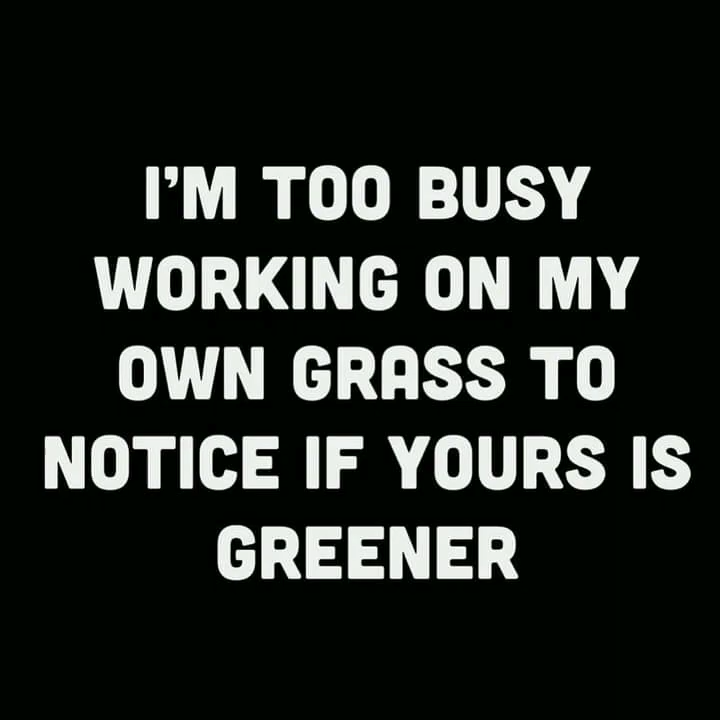 I'M TOO BUSY
WORKING ON MY
OWN GRASS TO
NOTICE IF YOURS IS
GREENER